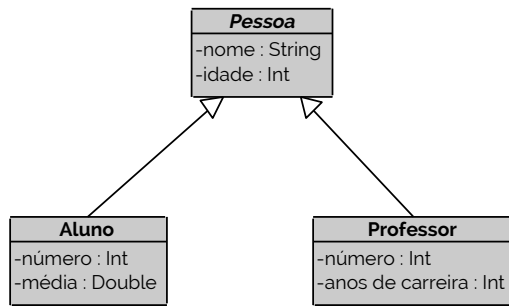 Pessoa
-nome : String
-idade : Int
Aluno
-número : Int
-média : Double
Professor
-número : Int
-anos de carreira : Int